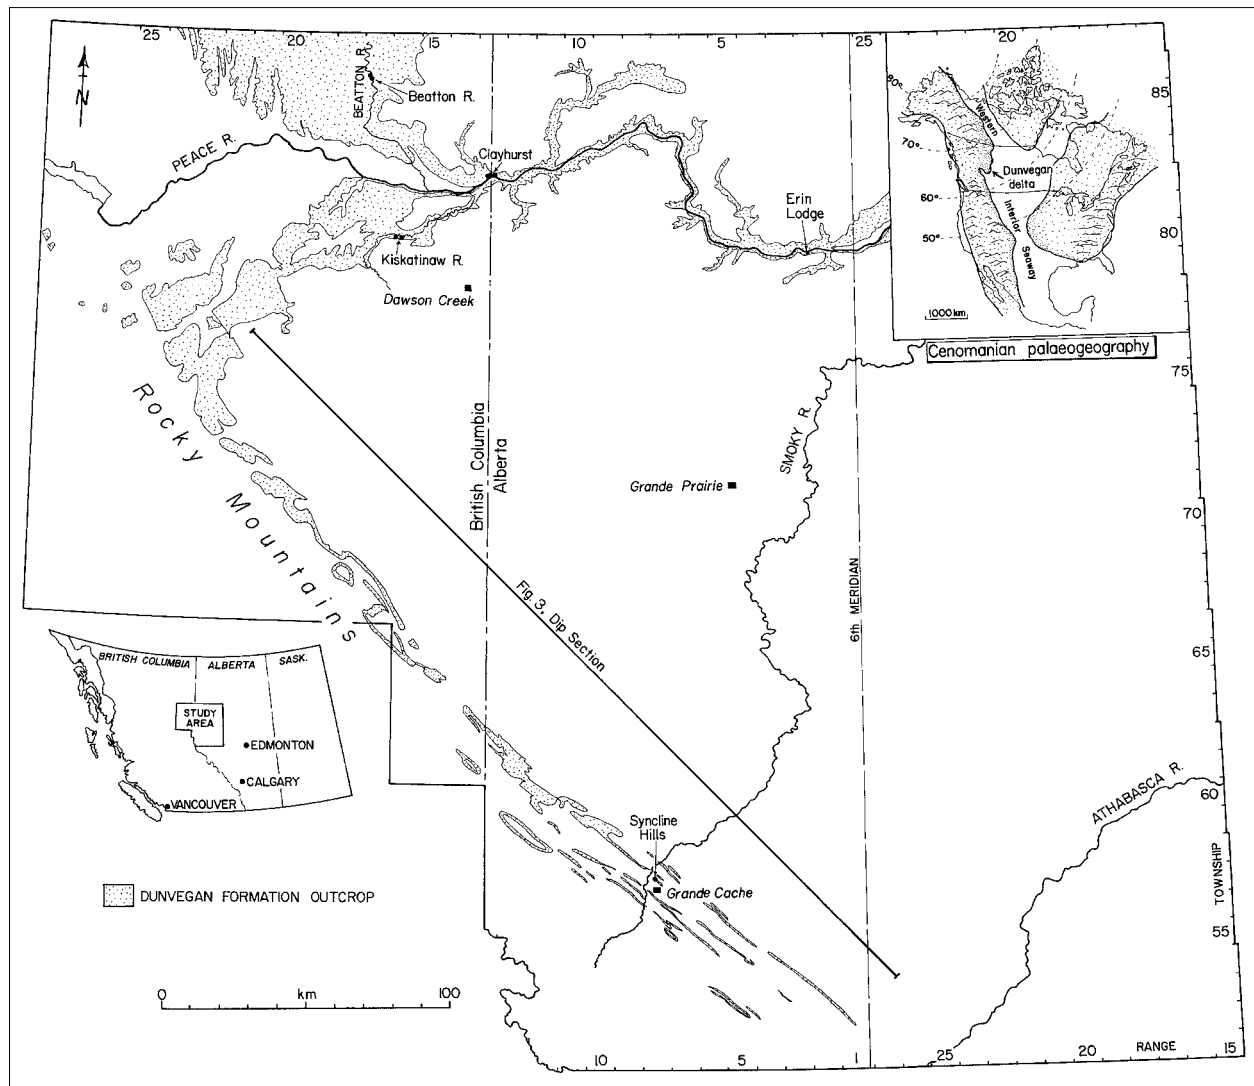 25
20
15
10
5
25
85
80
75
70
65
60
55
TOWNSHIP
10
5
1
25
20
RANGE
15
N
BEATTON R.
Beatton R.
PEACE R.
Clayhurst
Erin
Lodge
Kiskatinaw R.
Dawson Creek
80°
70°
60°
50°
Western
Interior
Seaway
Dunvegan
delta
1000 km
Cenomanian palaeogeography
Rocky
Mountains
British Columbia
Alberta
Grande Prairie
SMOKY R.
6th MERIDIAN
Fig. 3, Dip Section
BRITISH COLUMBIA
ALBERTA
SASK.
STUDY
AREA
EDMONTON
CALGARY
VANCOUVER
Syncline
Hills
Grande Cache
ATHABASCA R.
DUNVEGAN FORMATION OUTCROP
0 km 100